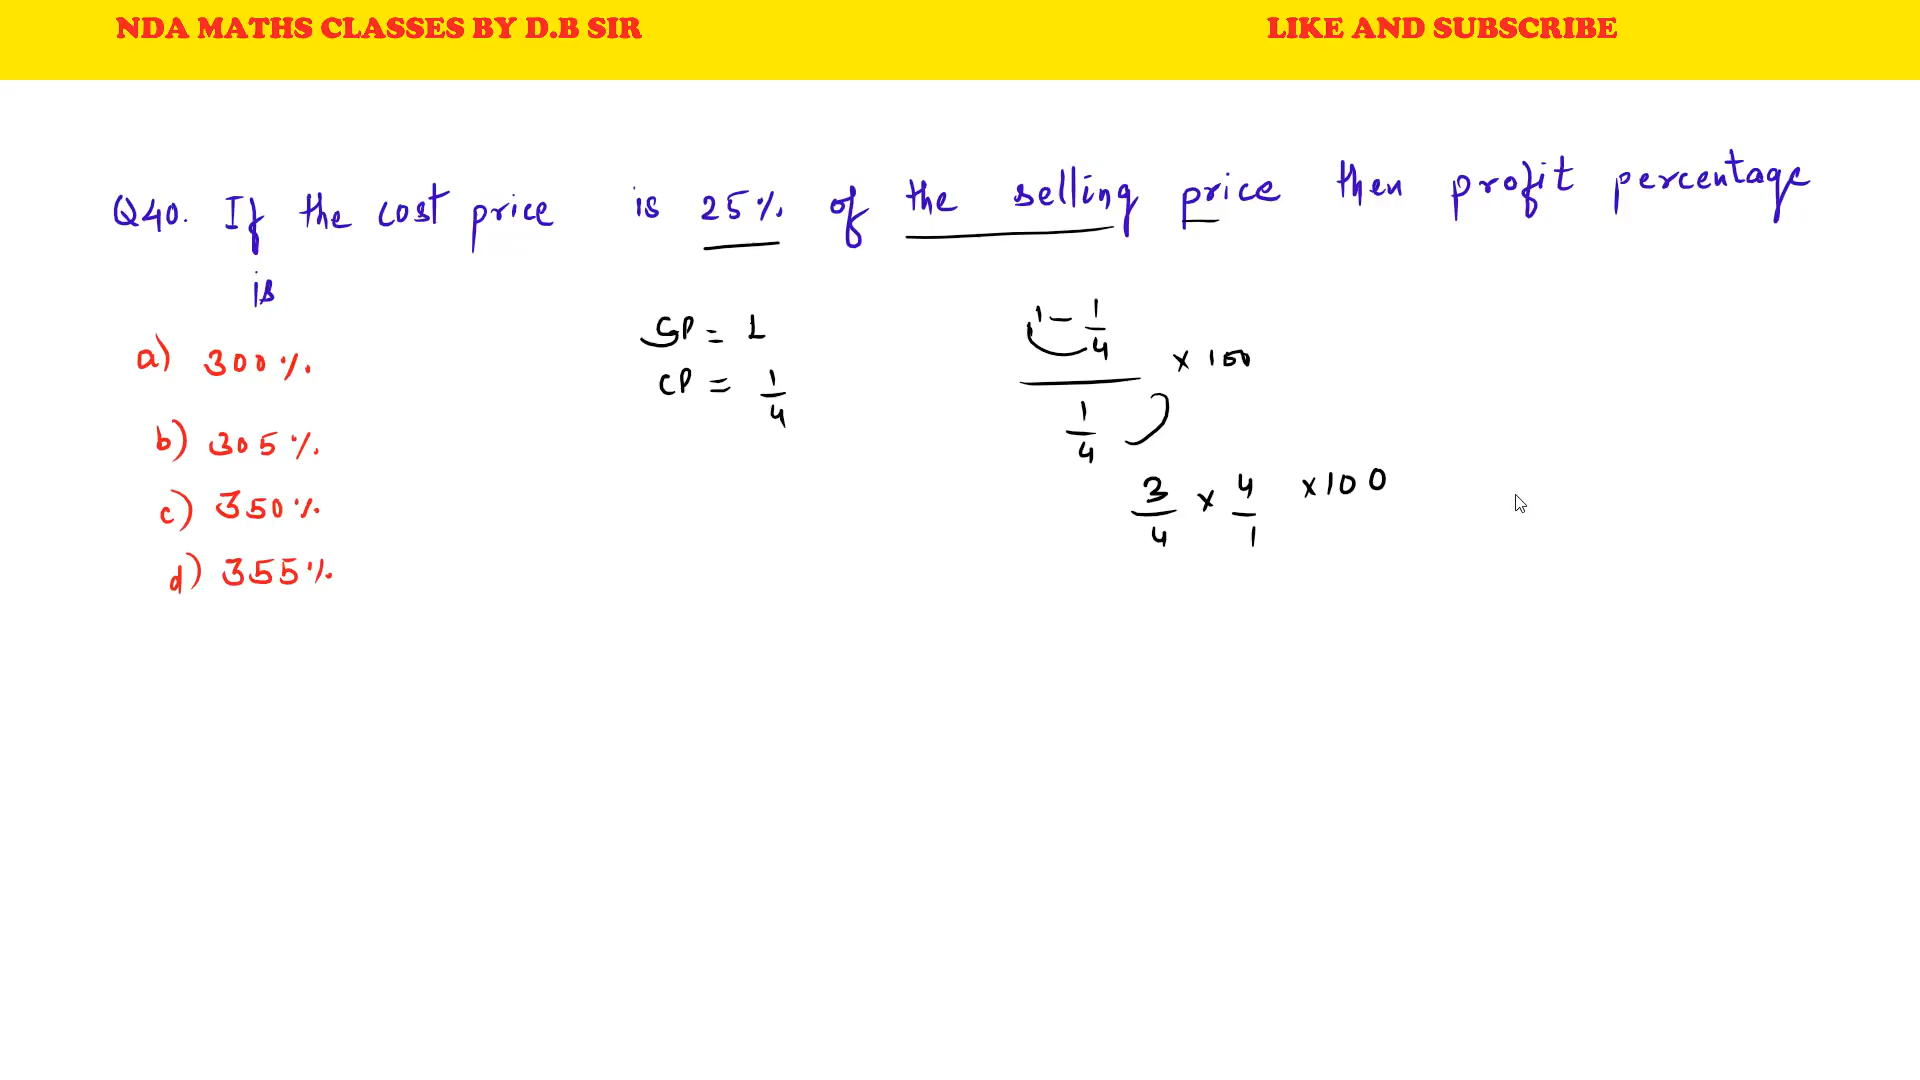 NDA MATHS CLASSES BY D.B SIR
LIKE AND SUBSCRIBE
Q40. If the cost price is 25% of the selling price then profit percentage
is
a) 300%.
b) 305%.
c) 350%.
d) 355%.
SP = 1
CP = 1/4
(1 - 1/4)/(1/4) × 100
3/4 × 4/1 × 100